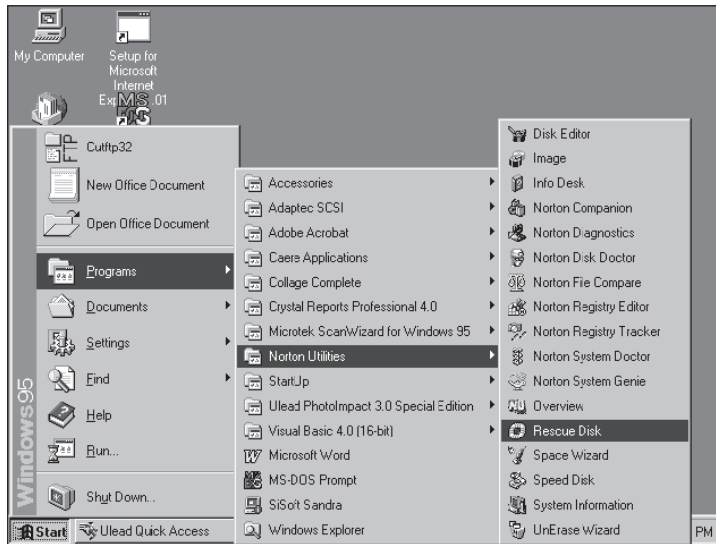 My Computer
Setup for
Microsoft
Internet
MS .01
Cutftp32
New Office Document
Open Office Document
Programs
Documents
Settings
Find
Help
Run...
Shut Down...
Windows95
Accessories
Adaptec SCSI
Adobe Acrobat
Caere Applications
Collage Complete
Crystal Reports Professional 4.0
Microtek ScanWizard for Windows 95
Norton Utilities
StartUp
Ulead PhotoImpact 3.0 Special Edition
Visual Basic 4.0 (16-bit)
Microsoft Word
MS-DOS Prompt
SiSoft Sandra
Windows Explorer
Disk Editor
Image
Info Desk
Norton Companion
Norton Diagnostics
Norton Disk Doctor
Norton File Compare
Norton Registry Editor
Norton Registry Tracker
Norton System Doctor
Norton System Genie
Overview
Rescue Disk
Space Wizard
Speed Disk
System Information
UnErase Wizard
Start
Ulead Quick Access
PM